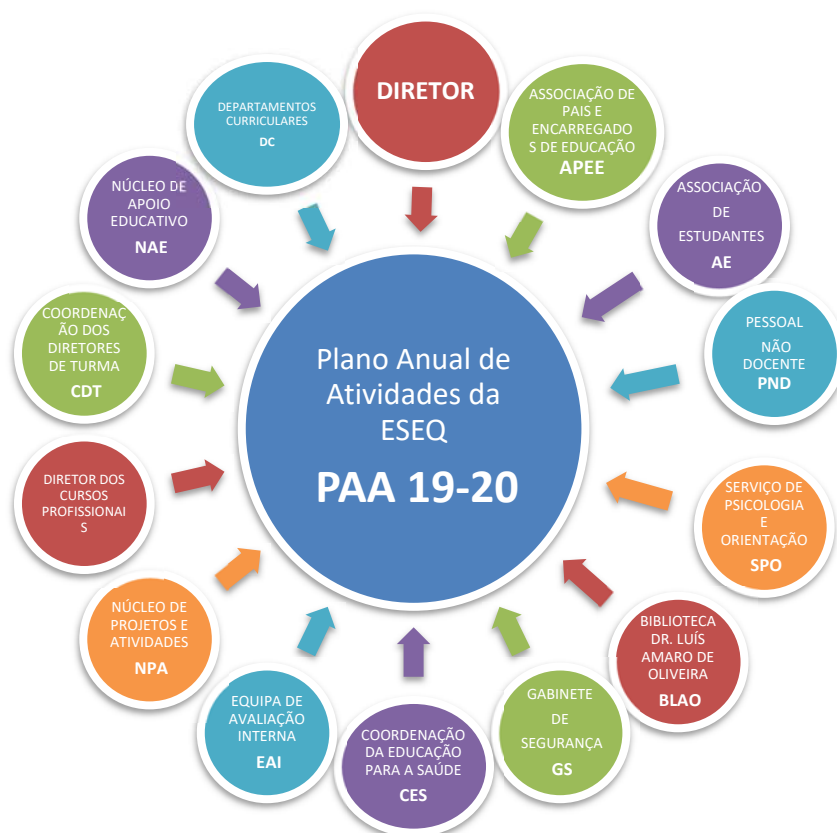 DIRETOR
ASSOCIAÇÃO DE
PAIS E
ENCARREGADO
S DE EDUCAÇÃO
APEE
ASSOCIAÇÃO
DE
ESTUDANTES
AE
PESSOAL
NÃO
DOCENTE
PND
SERVIÇO DE
PSICOLOGIA
E
ORIENTAÇÃO
SPO
BIBLIOTECA
DR. LUÍS
AMARO DE
OLIVEIRA
BLAO
GABINETE
DE
SEGURANÇA
GS
COORDENAÇÃO
DA EDUCAÇÃO
PARA A SAÚDE
CES
EQUIPA DE
AVALIAÇÃO
INTERNA
EAI
NÚCLEO DE
PROJETOS E
ATIVIDADES
NPA
DIRETOR DOS
CURSOS
PROFISSIONAI
S
COORDENAÇ
ÃO DOS
DIRETORES
DE TURMA
CDT
NÚCLEO DE
APOIO
EDUCATIVO
NAE
DEPARTAMENTOS
CURRICULARES
DC
Plano Anual de
Atividades da
ESEQ
PAA 19-20